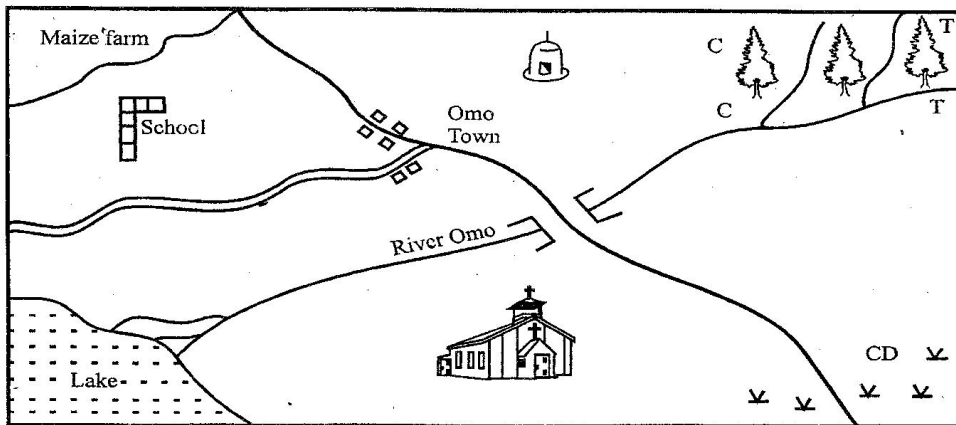 Maize farm
C
T
School
Omo
Town
C
T
River Omo
CD
Lake